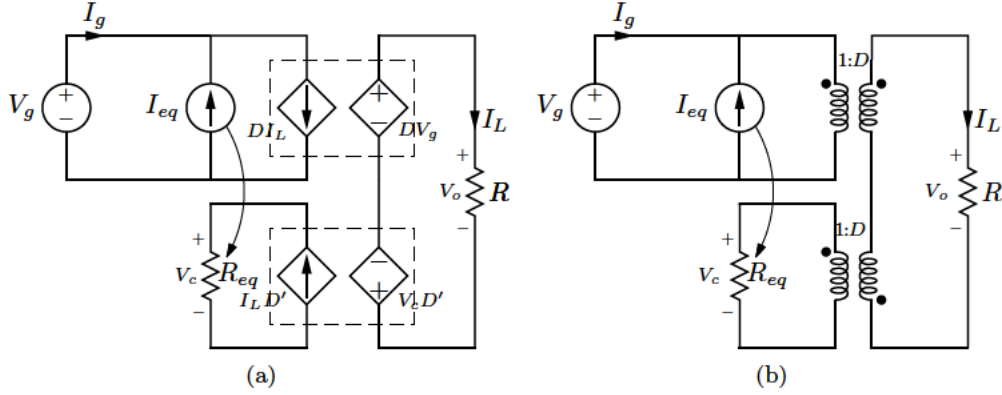 I_g
V_g
+
−
I_eq
DI_L
+
−
DV_g
I_L
+
V_o
−
R
+
V_c
−
R_eq
I_L D′
−
+
V_c D′
(a)
I_g
V_g
+
−
I_eq
1:D
I_L
+
V_o
−
R
+
V_c
−
R_eq
1:D
(b)